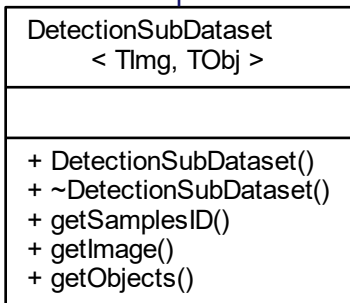 DetectionSubDataset
< TImg, TObj >
+ DetectionSubDataset()
+ ~DetectionSubDataset()
+ getSamplesID()
+ getImage()
+ getObjects()